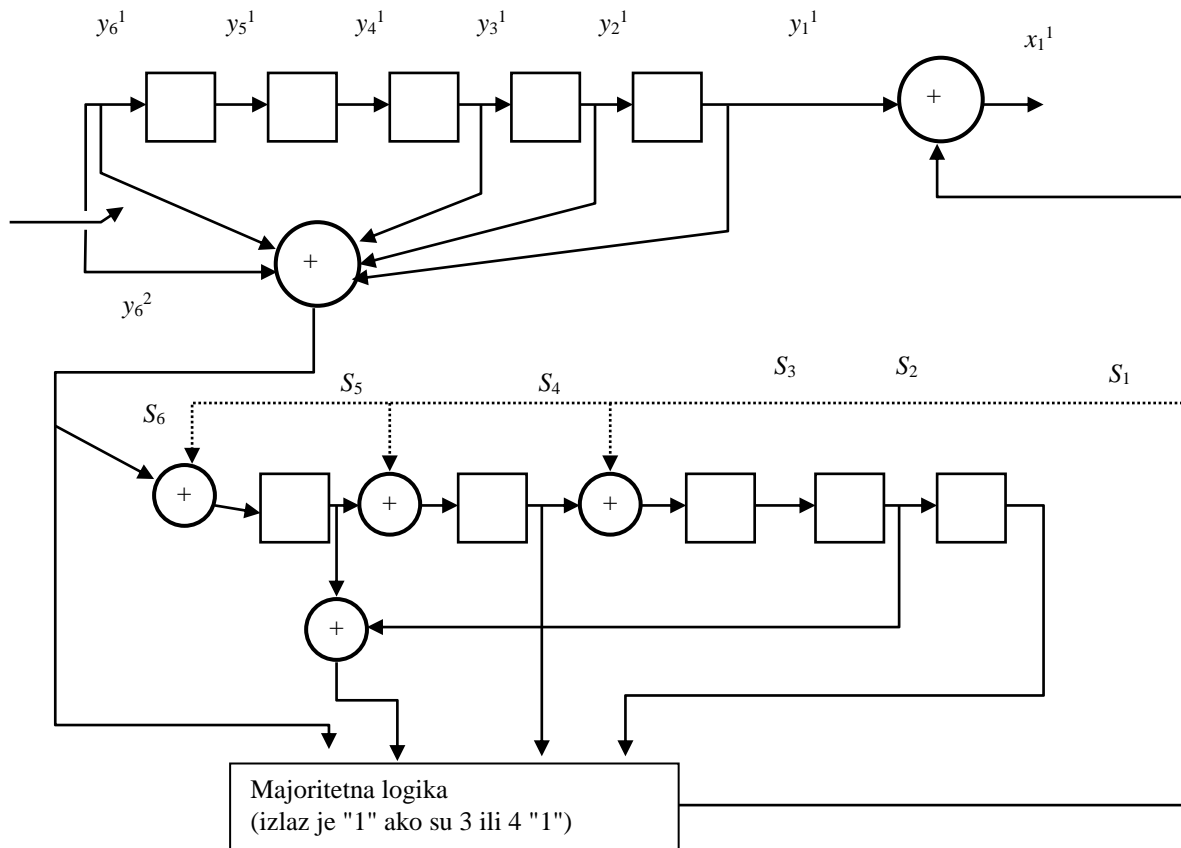 y₆¹ y₅¹ y₄¹ y₃¹ y₂¹ y₁¹ x₁¹
+
+
y₆²
S₅ S₄ S₃ S₂ S₁
S₆
+ + +
+
Majoritetna logika
(izlaz je "1" ako su 3 ili 4 "1")